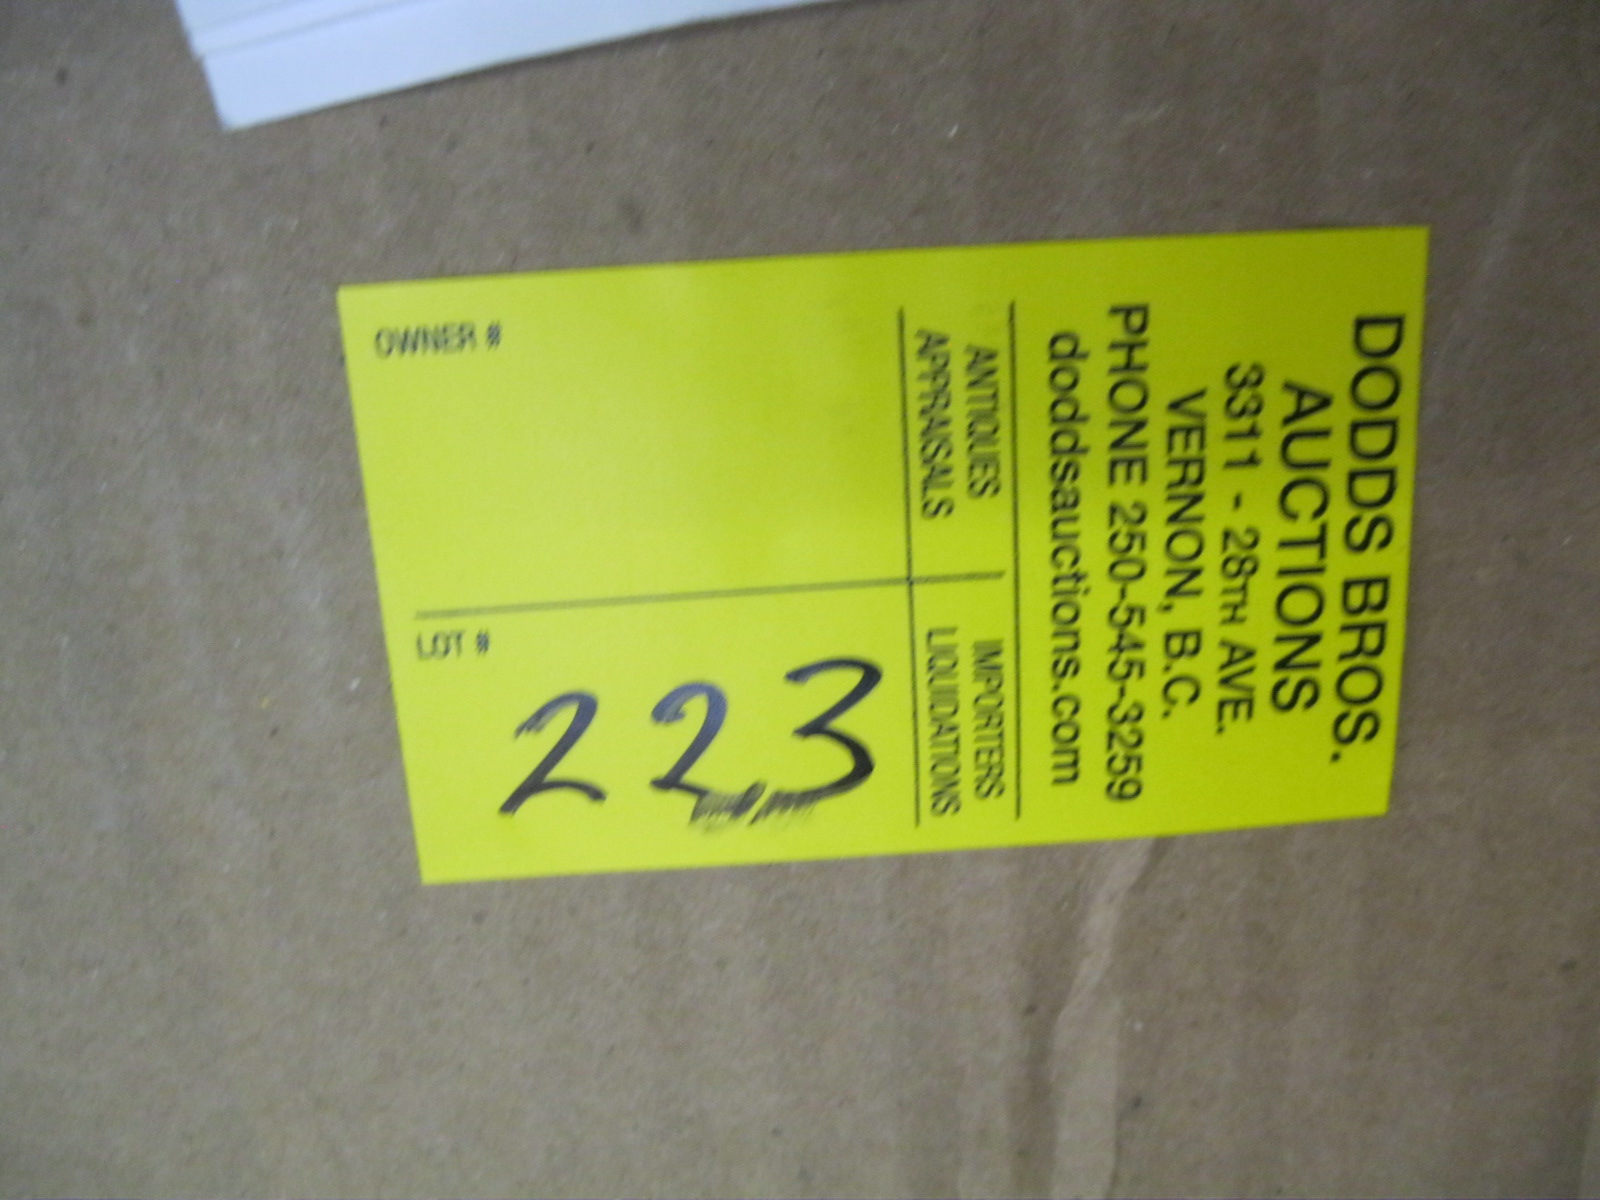 DODDS BROS.
AUCTIONS
3311 - 28TH AVE.
VERNON, B.C.
PHONE 250-545-3259
doddsauctions.com
ANTIQUES IMPORTERS
APPRAISALS LIQUIDATIONS
223
OWNER # LOT #